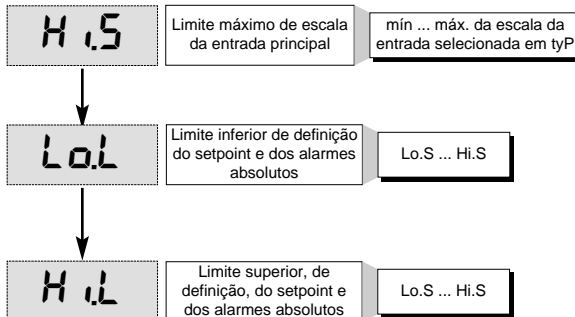 Hi.S
Limite máximo de escala
da entrada principal
mín ... máx. da escala da
entrada selecionada em tyP
Lo.L
Limite inferior de definição
do setpoint e dos alarmes
absolutos
Lo.S ... Hi.S
Hi.L
Limite superior, de
definição, do setpoint e
dos alarmes absolutos
Lo.S ... Hi.S